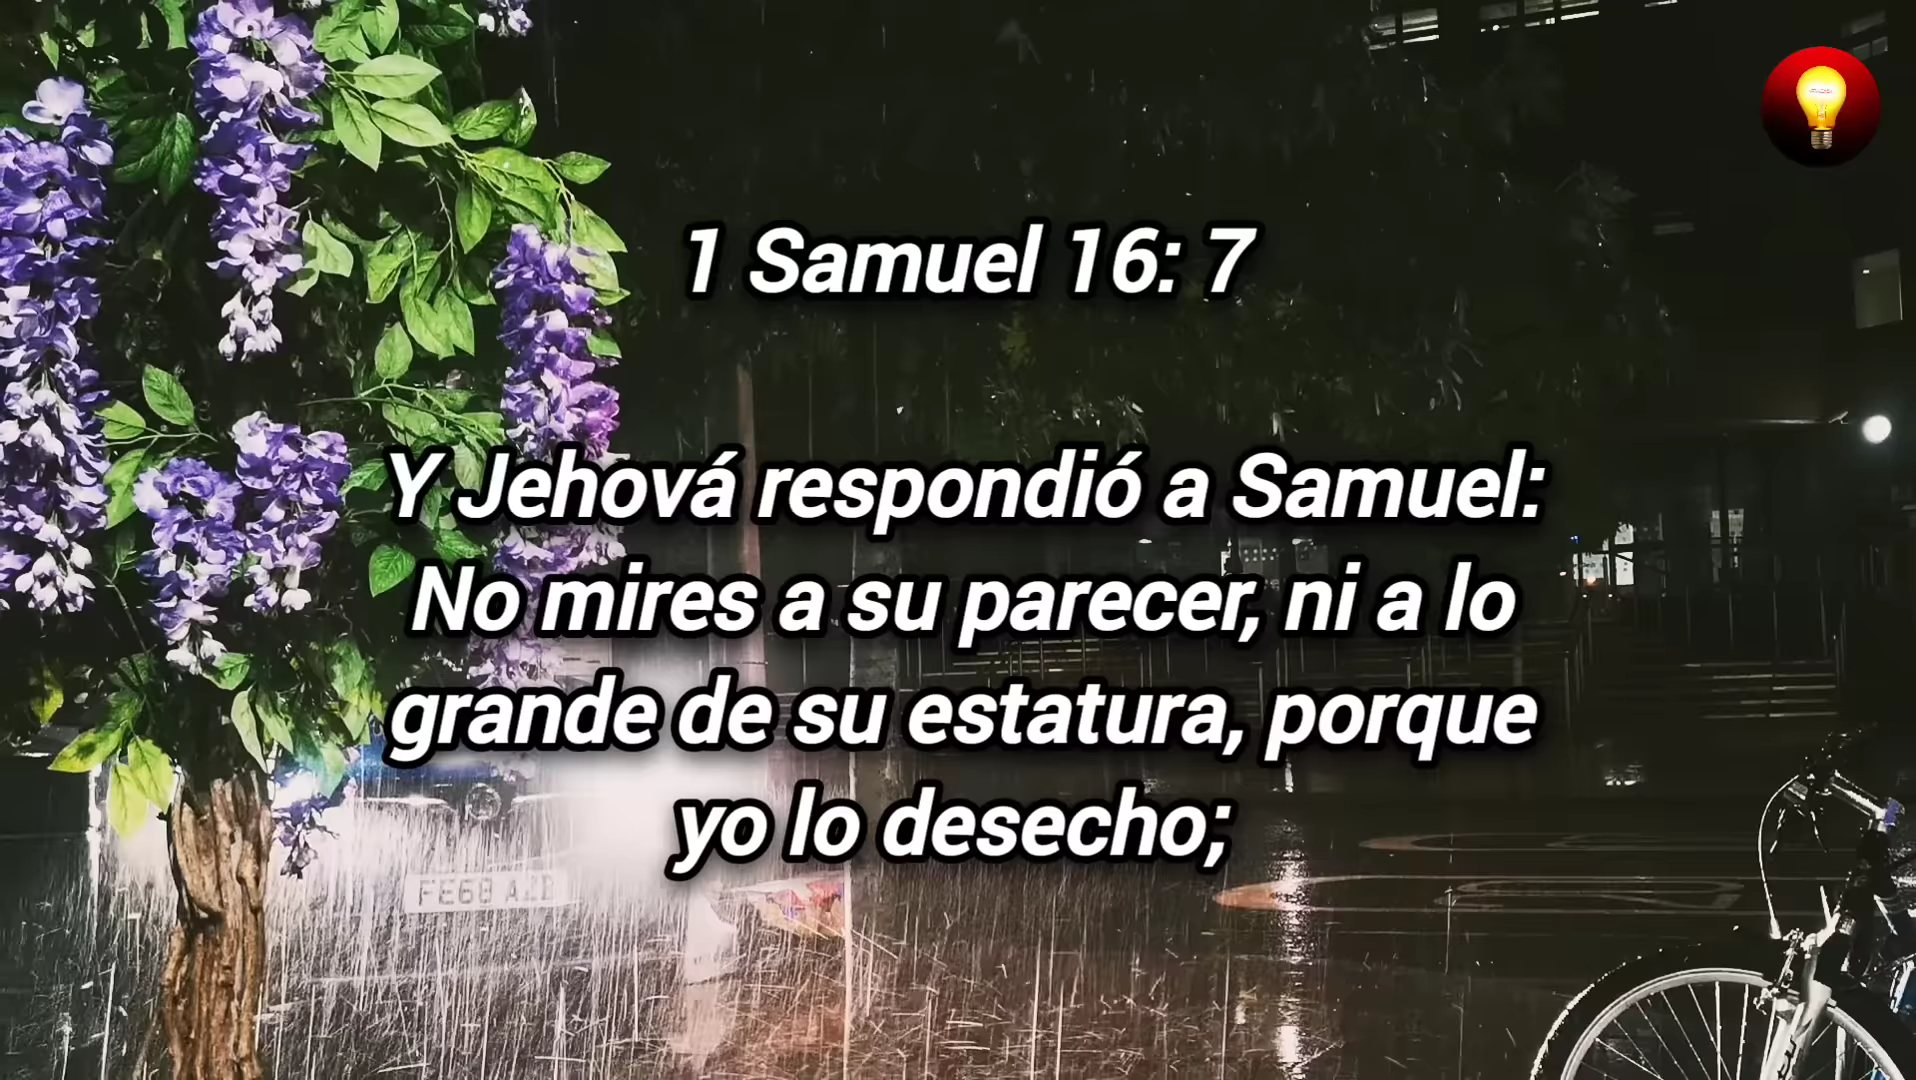 1 Samuel 16: 7
Y Jehová respondió a Samuel:
No mires a su parecer, ni a lo
grande de su estatura, porque
yo lo desecho;